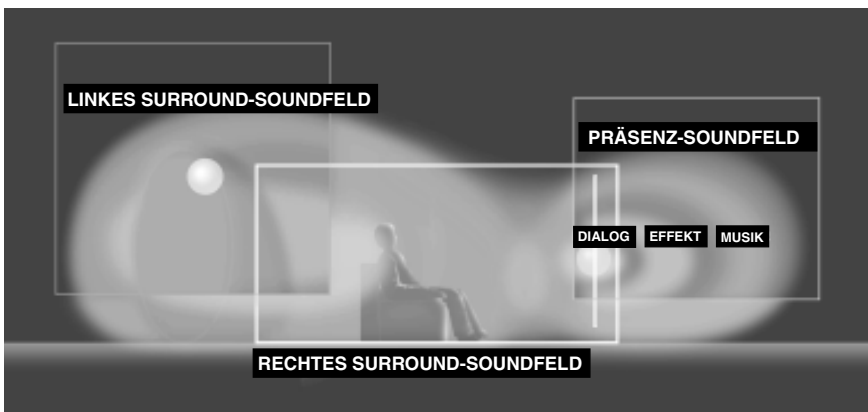 LINKES SURROUND-SOUNDFELD
PRÄSENZ-SOUNDFELD
DIALOG EFFEKT MUSIK
RECHTES SURROUND-SOUNDFELD